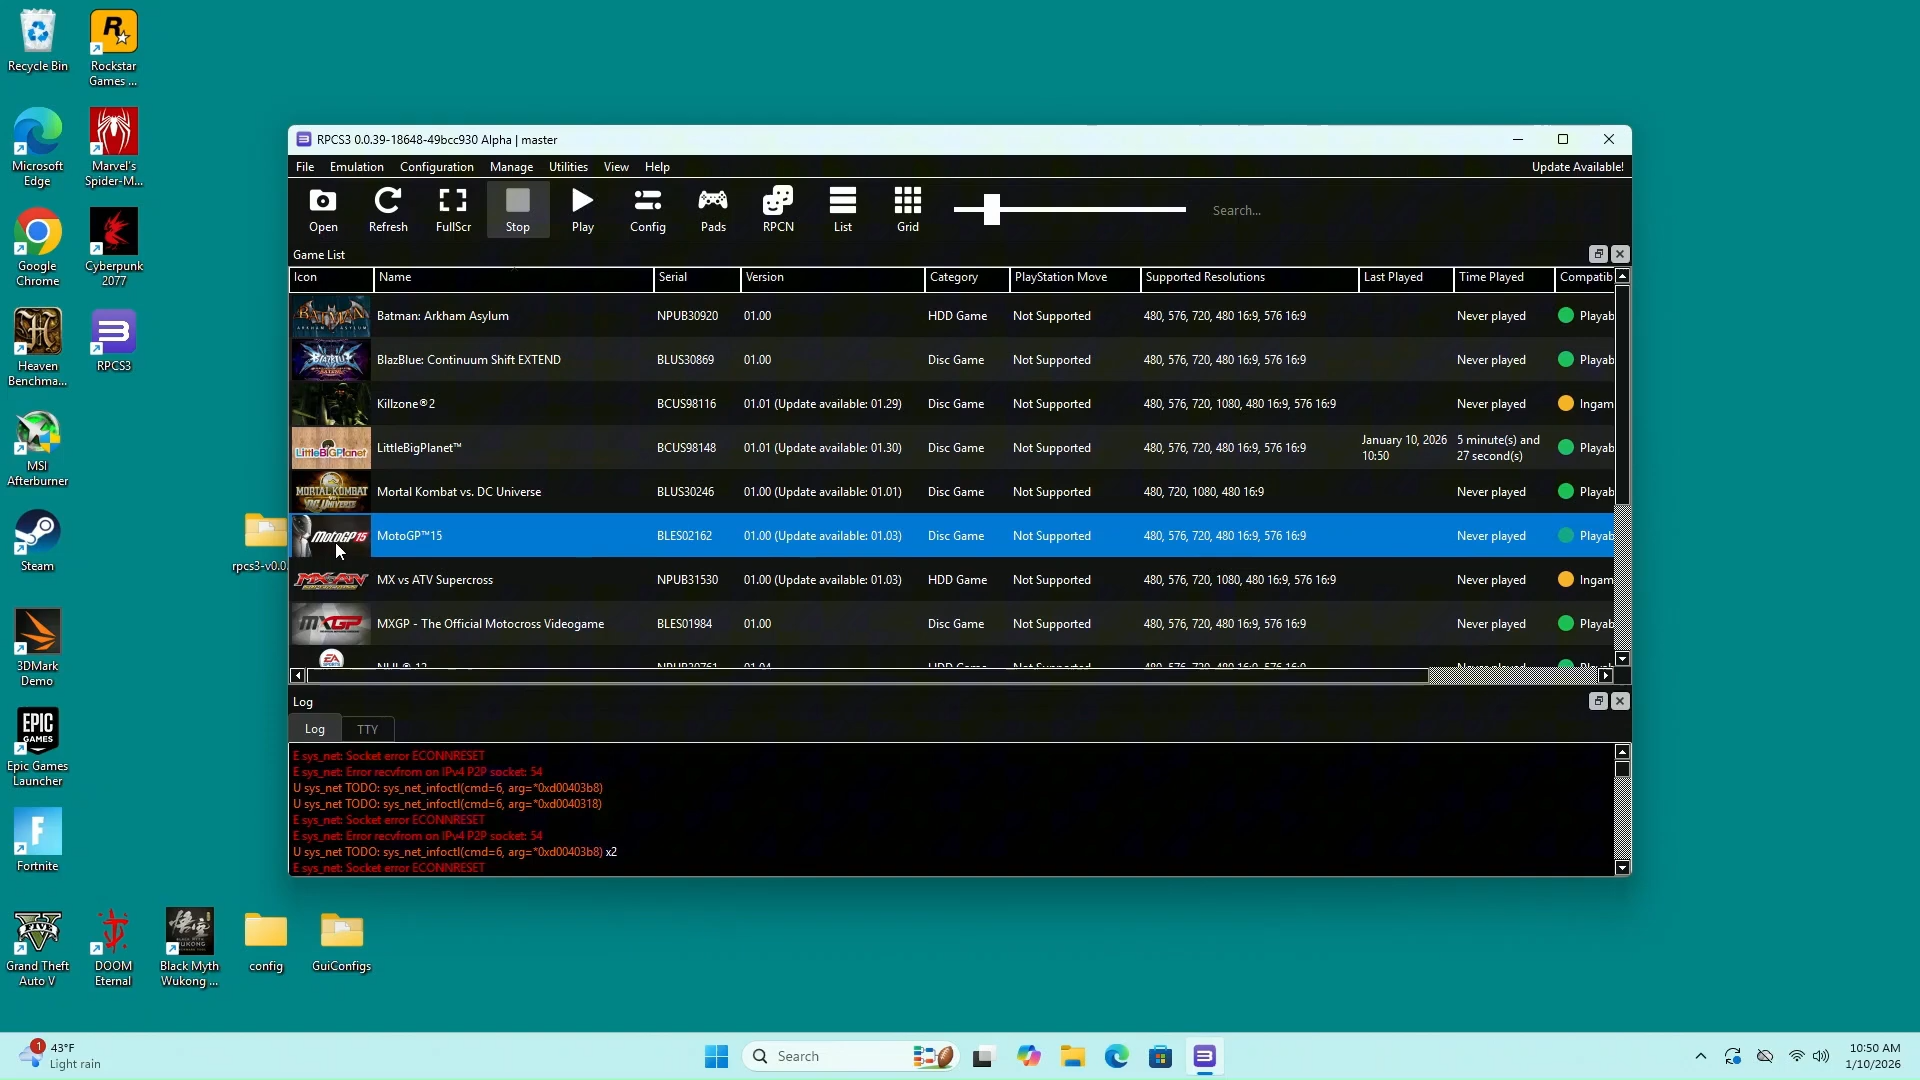 Recycle Bin
Rockstar
Games ...
Microsoft
Edge
Marvel's
Spider-M...
Google
Chrome
Cyberpunk
2077
Heaven
Benchma...
RPCS3
MSI
Afterburner
Steam
rpcs3-v0.0.
3DMark
Demo
EPIC
GAMES
Epic Games
Launcher
Fortnite
Grand Theft
Auto V
DOOM
Eternal
Black Myth
Wukong ...
config
GuiConfigs
RPCS3 0.0.39-18648-49bcc930 Alpha | master
File Emulation Configuration Manage Utilities View Help Update Available!
Open Refresh FullScr Stop Play Config Pads RPCN List Grid Search...
Game List
Icon Name Serial Version Category PlayStation Move Supported Resolutions Last Played Time Played Compatib
Batman: Arkham Asylum NPUB30920 01.00 HDD Game Not Supported 480, 576, 720, 480 16:9, 576 16:9 Never played Playab
BlazBlue: Continuum Shift EXTEND BLUS30869 01.00 Disc Game Not Supported 480, 576, 720, 480 16:9, 576 16:9 Never played Playab
Killzone®2 BCUS98116 01.01 (Update available: 01.29) Disc Game Not Supported 480, 576, 720, 1080, 480 16:9, 576 16:9 Never played Ingam
LittleBigPlanet LittleBigPlanet™ BCUS98148 01.01 (Update available: 01.30) Disc Game Not Supported 480, 576, 720, 480 16:9, 576 16:9 January 10, 2026 10:50 5 minute(s) and 27 second(s) Playab
MORTAL KOMBAT Mortal Kombat vs. DC Universe BLUS30246 01.00 (Update available: 01.01) Disc Game Not Supported 480, 720, 1080, 480 16:9 Never played Playab
MotoGP 15 MotoGP™15 BLES02162 01.00 (Update available: 01.03) Disc Game Not Supported 480, 576, 720, 480 16:9, 576 16:9 Never played Playab
MX vs ATV Supercross NPUB31530 01.00 (Update available: 01.03) HDD Game Not Supported 480, 576, 720, 1080, 480 16:9, 576 16:9 Never played Ingam
MXGP MXGP - The Official Motocross Videogame BLES01984 01.00 Disc Game Not Supported 480, 576, 720, 480 16:9, 576 16:9 Never played Playab
Log
Log TTY
E sys_net: Socket error ECONNRESET
E sys_net: Error recvfrom on IPv4 P2P socket: 54
U sys_net TODO: sys_net_infoctl(cmd=6, arg=*0xd00403b8)
U sys_net TODO: sys_net_infoctl(cmd=6, arg=*0xd0040318)
E sys_net: Socket error ECONNRESET
E sys_net: Error recvfrom on IPv4 P2P socket: 54
U sys_net TODO: sys_net_infoctl(cmd=6, arg=*0xd00403b8) x2
E sys_net: Socket error ECONNRESET
1
43°F
Light rain
Search
10:50 AM
1/10/2026